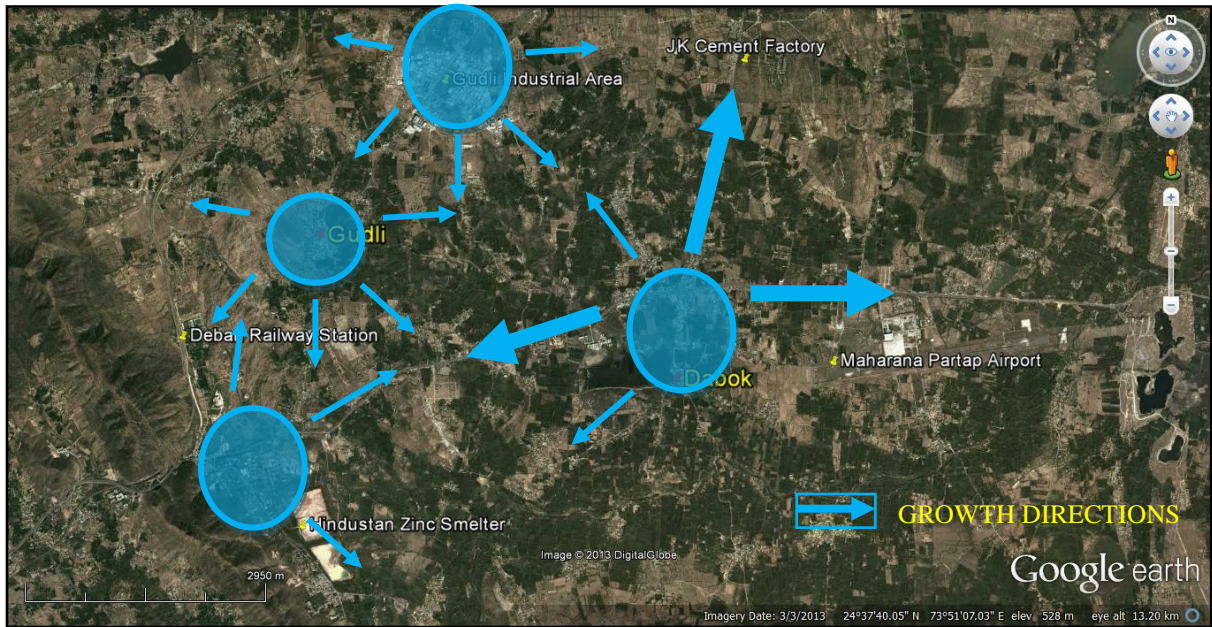 N
JK Cement Factory
Gudli Industrial Area
Gudli
Debari Railway Station
Maharana Partap Airport
Dabok
Hindustan Zinc Smelter
GROWTH DIRECTIONS
Image © 2013 DigitalGlobe
Google earth
2950 m
Imagery Date: 3/3/2013 24°37'40.05" N 73°51'07.03" E elev 528 m eye alt 13.20 km